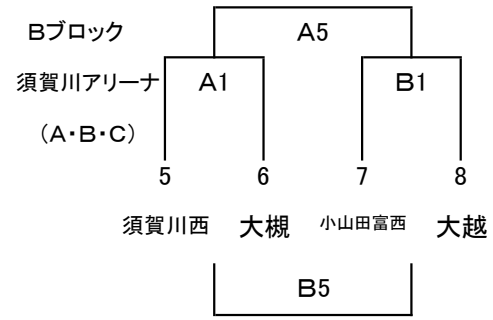 Bブロック
A5
須賀川アリーナ
A1
B1
（A・B・C）
5 6 7 8
須賀川西 大槻 小山田富西 大越
B5